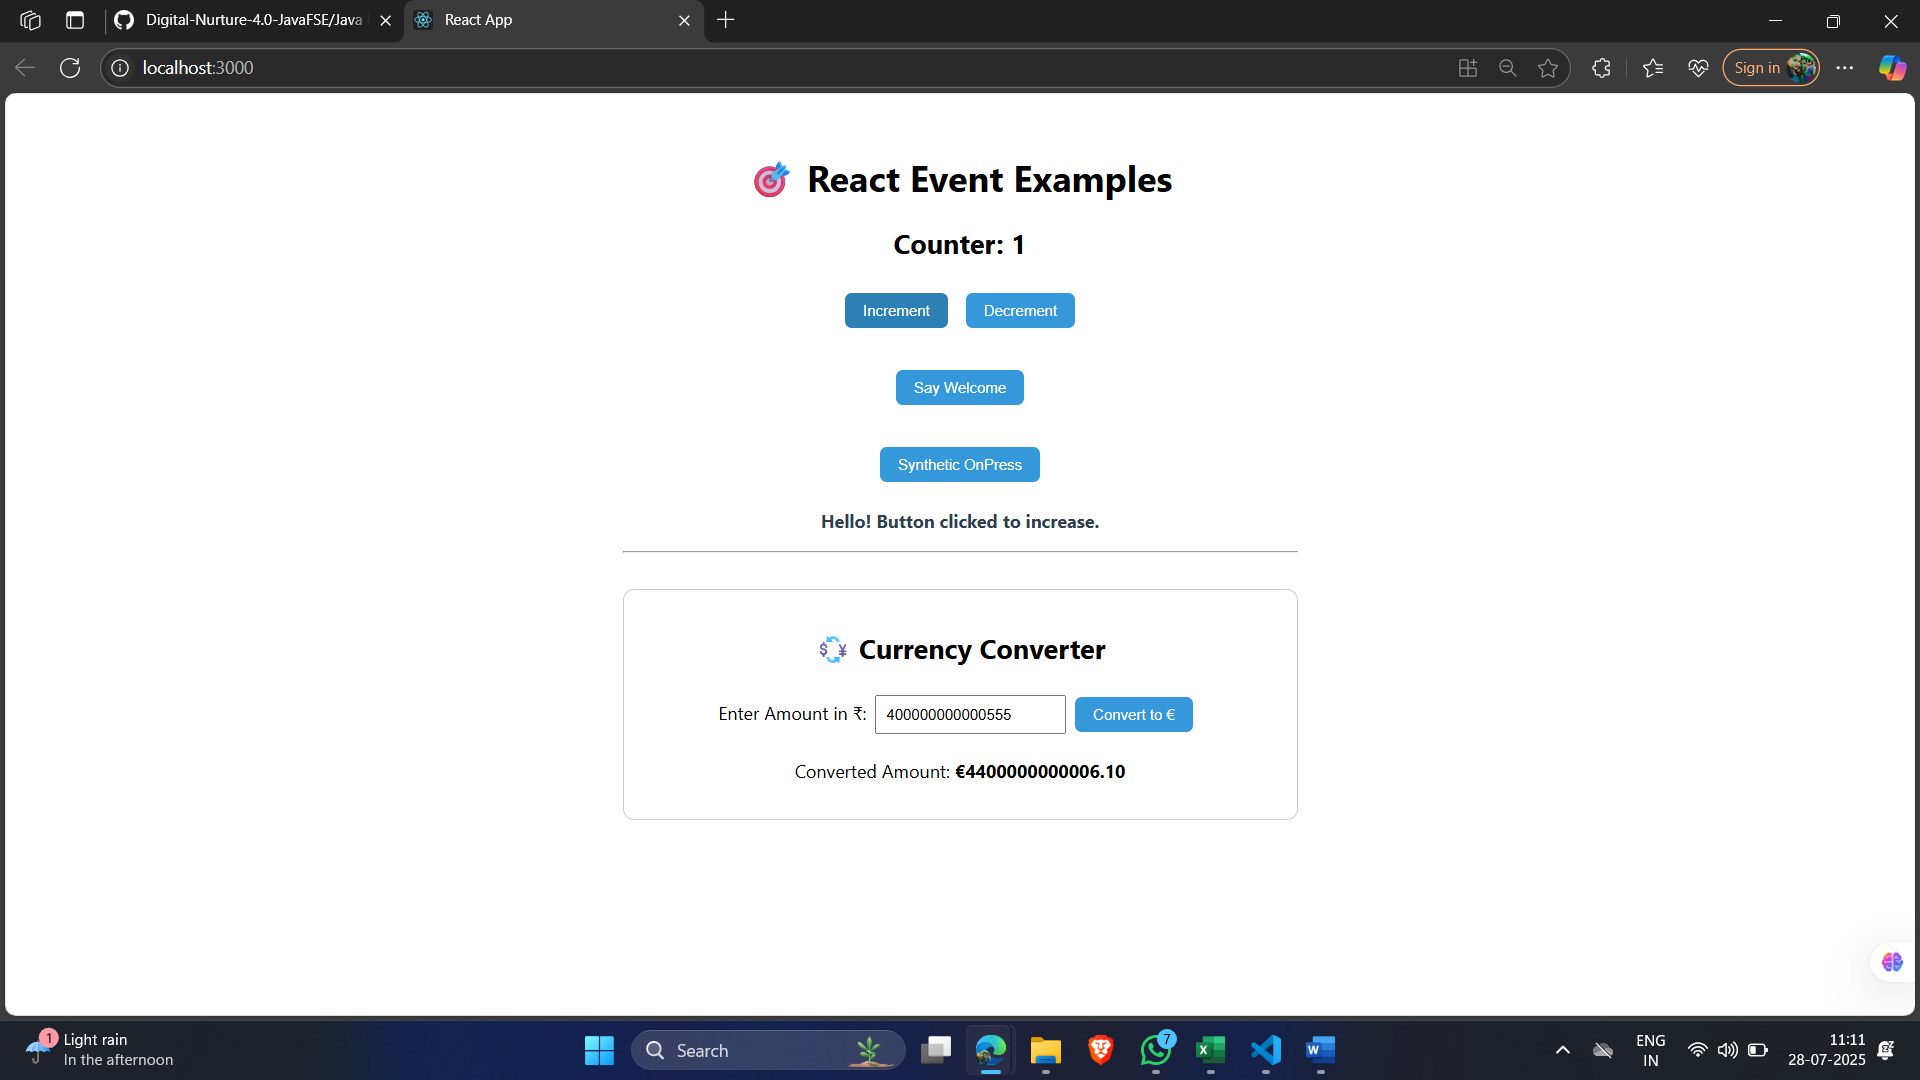 Digital-Nurture-4.0-JavaFSE/Java
React App
localhost:3000
Sign in
React Event Examples
Counter: 1
Increment
Decrement
Say Welcome
Synthetic OnPress
Hello! Button clicked to increase.
Currency Converter
Enter Amount in ₹:
400000000000555
Convert to €
Converted Amount: €4400000000006.10
1
Light rain
In the afternoon
Search
7
ENG
IN
11:11
28-07-2025